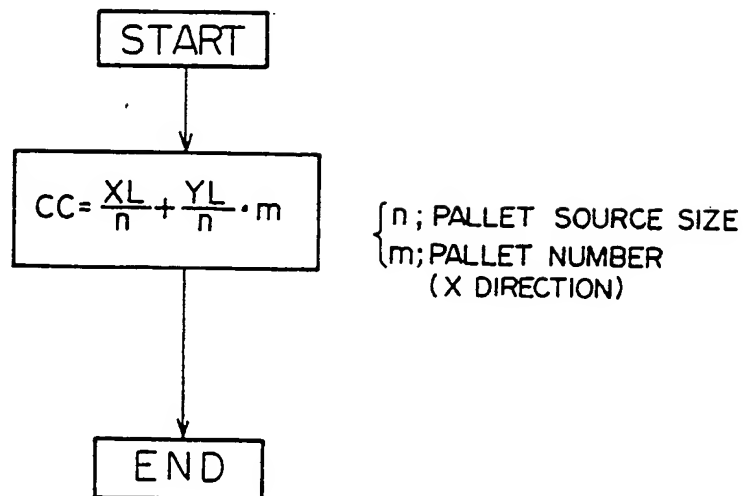 START
CC = XL/n + YL/n · m
{ n ; PALLET SOURCE SIZE
m ; PALLET NUMBER
(X DIRECTION)
END